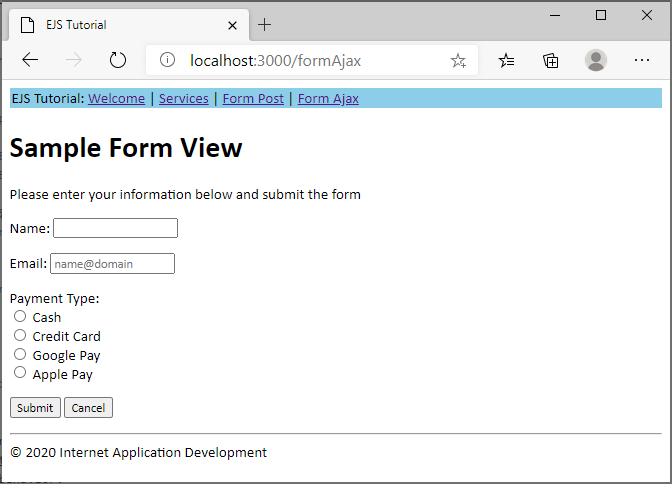 EJS Tutorial
localhost:3000/formAjax
EJS Tutorial: Welcome | Services | Form Post | Form Ajax
Sample Form View
Please enter your information below and submit the form
Name:
Email: name@domain
Payment Type:
Cash
Credit Card
Google Pay
Apple Pay
Submit Cancel
© 2020 Internet Application Development